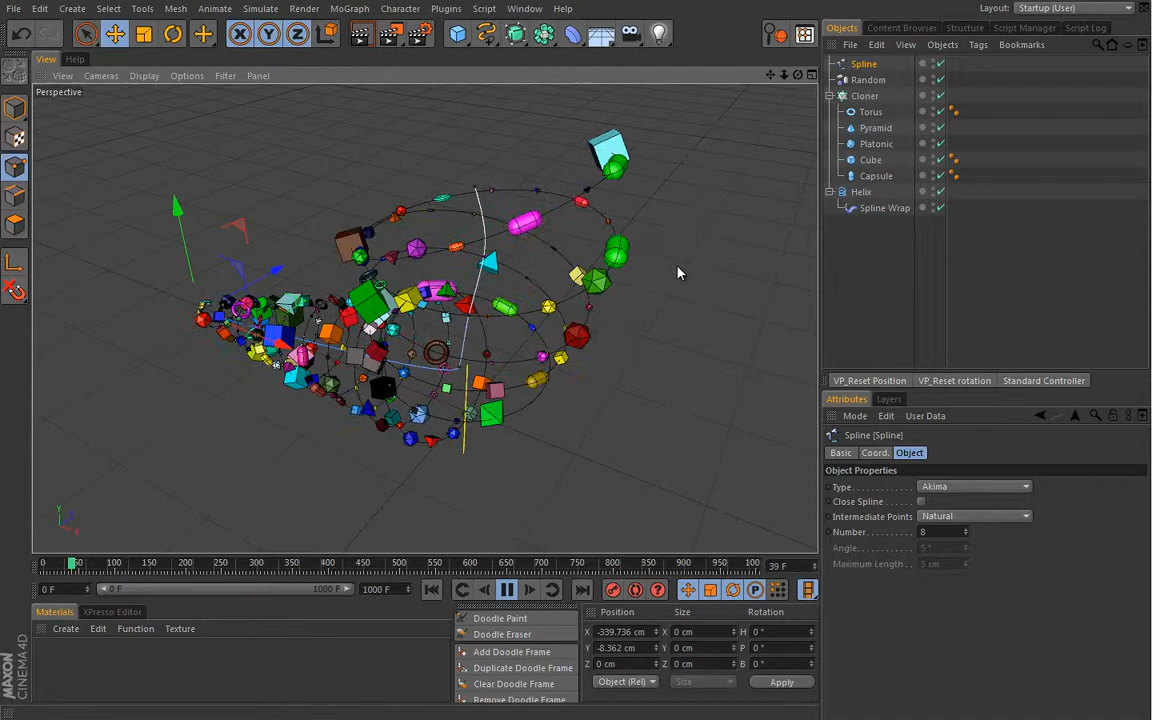 File Edit Create Select Tools Mesh Animate Simulate Render MoGraph Character Plugins Script Window Help Layout: Startup (User)
X Y Z
Objects Content Browser Structure Script Manager Script Log
File Edit View Objects Tags Bookmarks
View Help
View Cameras Display Options Filter Panel
Perspective
Spline
Random
Cloner
Torus
Pyramid
Platonic
Cube
Capsule
Helix
Spline Wrap
VP_Reset Position VP_Reset rotation Standard Controller
Attributes Layers
Mode Edit User Data
Spline [Spline]
Basic Coord. Object
Object Properties
Type Akima
Close Spline
Intermediate Points Natural
Number 8
Angle 5 °
Maximum Length 5 cm
Y
X
0 50 100 150 200 250 300 350 400 450 500 550 600 650 700 750 800 850 900 950 1000 39 F
0 F 0 F 1000 F 1000 F
P
Materials XPresso Editor
Create Edit Function Texture
Doodle Paint
Doodle Eraser
Add Doodle Frame
Duplicate Doodle Frame
Clear Doodle Frame
Remove Doodle Frame
Position Size Rotation
X -339.736 cm X 0 cm H 0 °
Y -8.362 cm Y 0 cm P 0 °
Z 0 cm Z 0 cm B 0 °
Object (Rel) Size Apply
MAXON
CINEMA 4D